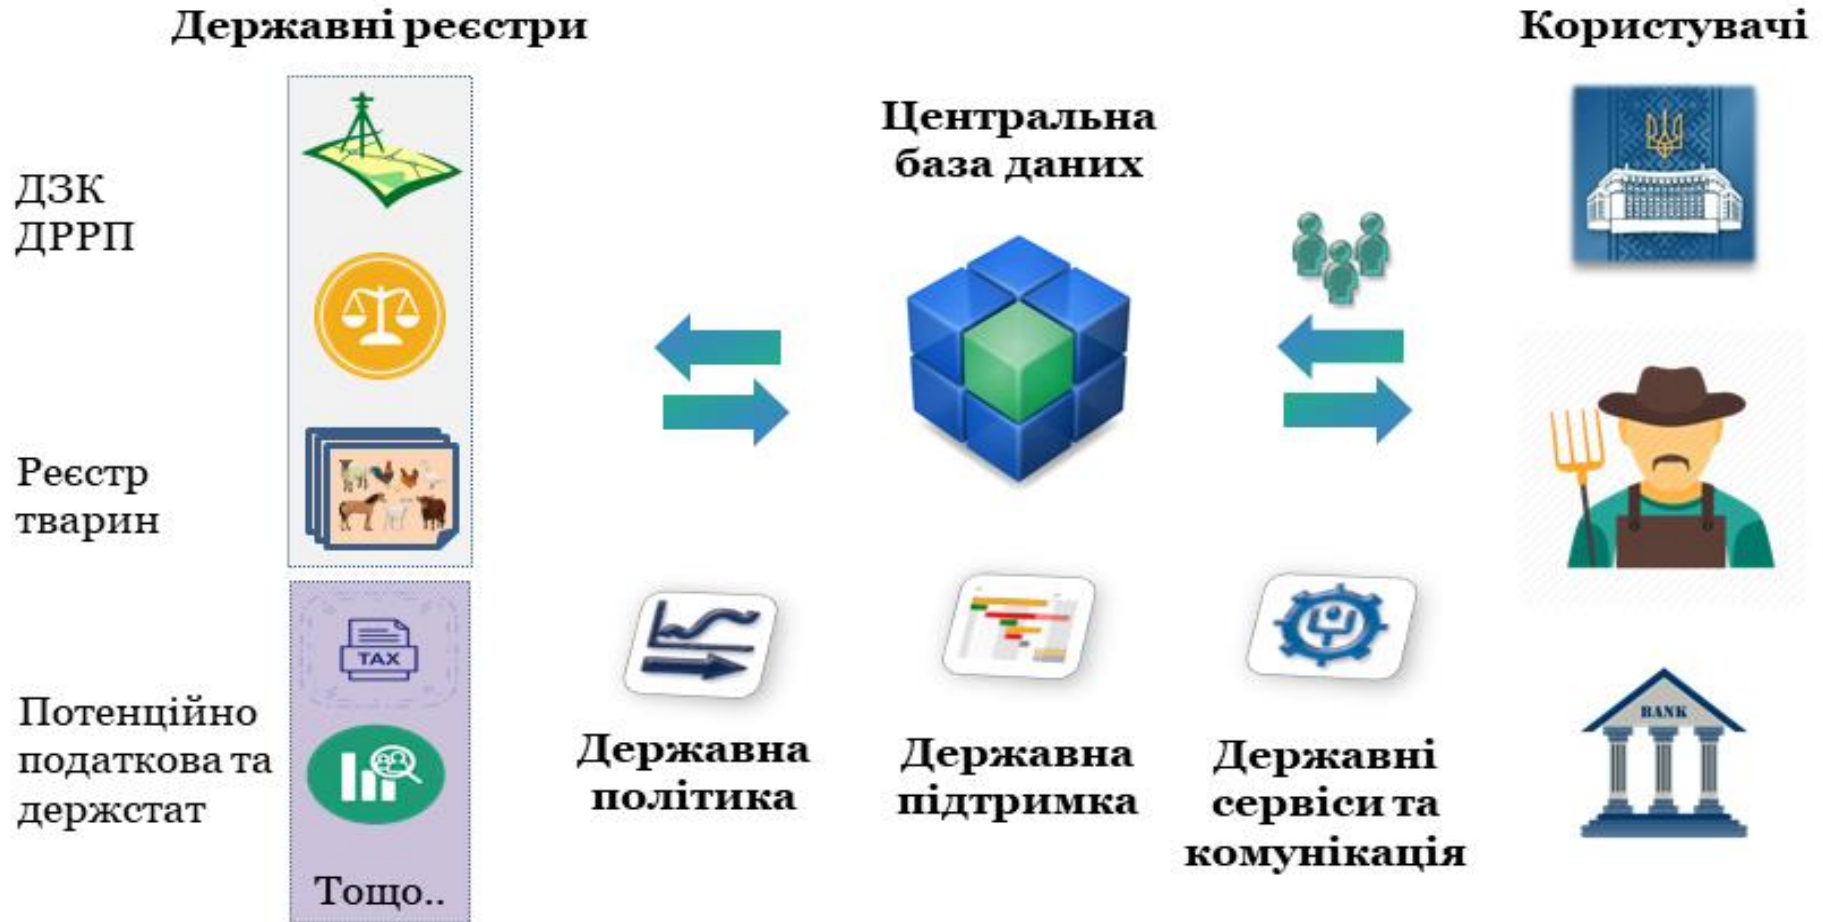 Державні реєстри
Користувачі
Центральна
база даних
ДЗК
ДРРП
Реєстр
тварин
TAX
Потенційно
податкова та
держстат
Тощо..
Державна
політика
Державна
підтримка
Державні
сервіси та
комунікація
BANK